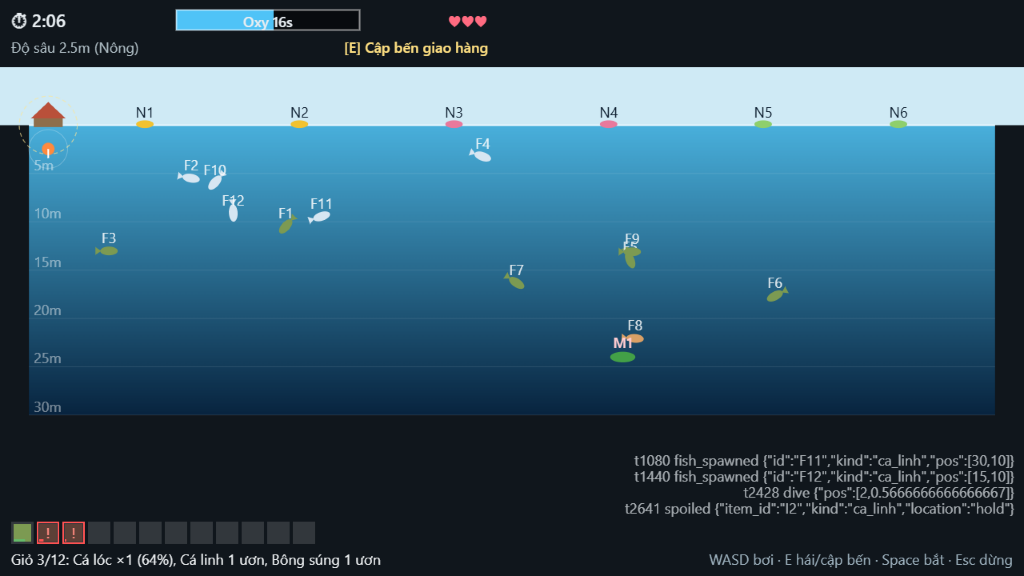 ⏱ 2:06
Oxy 16s
♥♥♥
Độ sâu 2.5m (Nông)
[E] Cập bến giao hàng
N1
N2
N3
N4
N5
N6
F4
5m
F2
F10
F12
F11
F1
10m
F3
F9
F5
15m
F7
F6
20m
F8
M1
25m
30m
t1080 fish_spawned {"id":"F11","kind":"ca_linh","pos":[30,10]}
t1440 fish_spawned {"id":"F12","kind":"ca_linh","pos":[15,10]}
t2428 dive {"pos":[2,0.5666666666666667]}
t2641 spoiled {"item_id":"I2","kind":"ca_linh","location":"hold"}
! !
Giỏ 3/12: Cá lóc ×1 (64%), Cá linh 1 ươn, Bông súng 1 ươn
WASD bơi · E hái/cập bến · Space bắt · Esc dừng